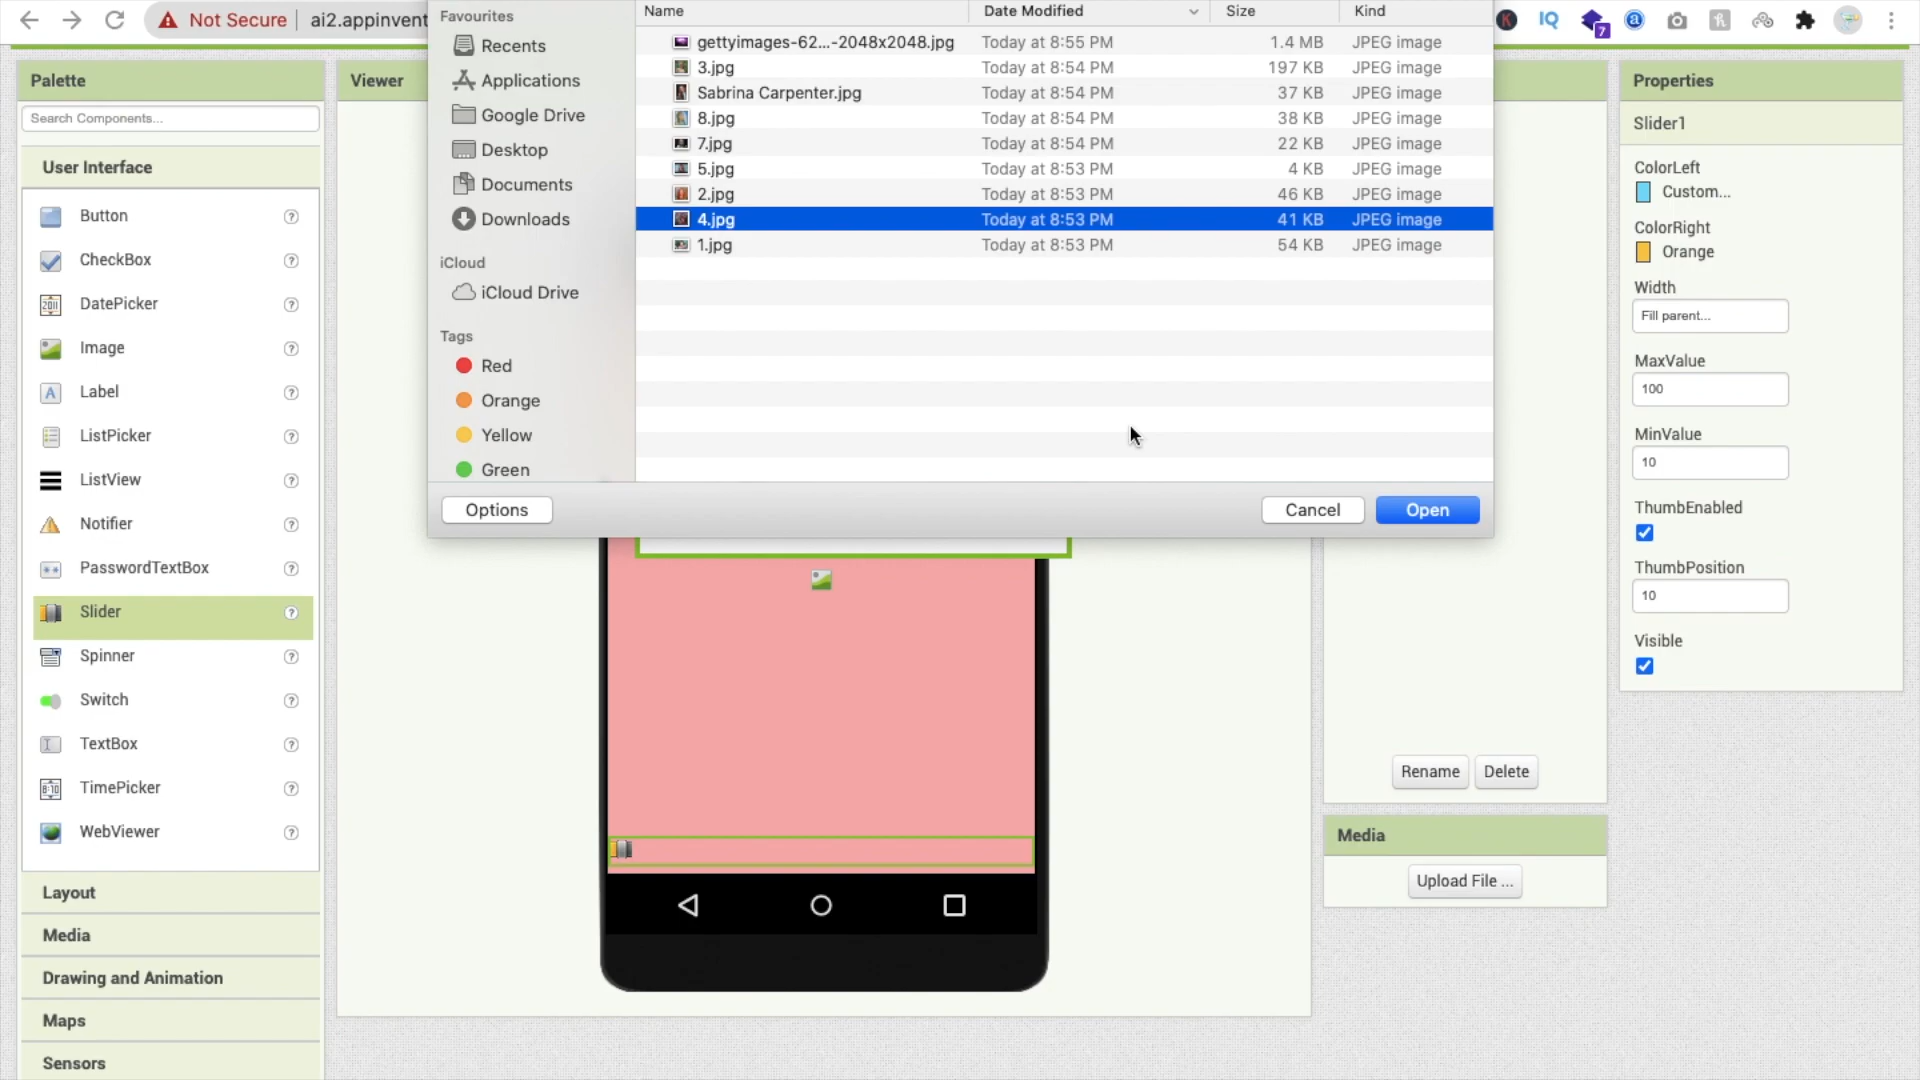 Not Secure
ai2.appinvent
7
Palette
Search Components...
User Interface
Button
?
CheckBox
?
DatePicker
?
Image
?
Label
?
ListPicker
?
ListView
?
Notifier
?
PasswordTextBox
?
Slider
?
Spinner
?
Switch
?
TextBox
?
TimePicker
?
WebViewer
?
Layout
Media
Drawing and Animation
Maps
Sensors
Viewer
Favourites
Recents
Applications
Google Drive
Desktop
Documents
Downloads
iCloud
iCloud Drive
Tags
Red
Orange
Yellow
Green
Name Date Modified Size Kind
gettyimages-62...-2048x2048.jpg Today at 8:55 PM 1.4 MB JPEG image
3.jpg Today at 8:54 PM 197 KB JPEG image
Sabrina Carpenter.jpg Today at 8:54 PM 37 KB JPEG image
8.jpg Today at 8:54 PM 38 KB JPEG image
7.jpg Today at 8:54 PM 22 KB JPEG image
5.jpg Today at 8:53 PM 4 KB JPEG image
2.jpg Today at 8:53 PM 46 KB JPEG image
4.jpg Today at 8:53 PM 41 KB JPEG image
1.jpg Today at 8:53 PM 54 KB JPEG image
Options
Cancel
Open
Rename
Delete
Media
Upload File ...
Properties
Slider1
ColorLeft
Custom...
ColorRight
Orange
Width
Fill parent...
MaxValue
100
MinValue
10
ThumbEnabled
ThumbPosition
10
Visible